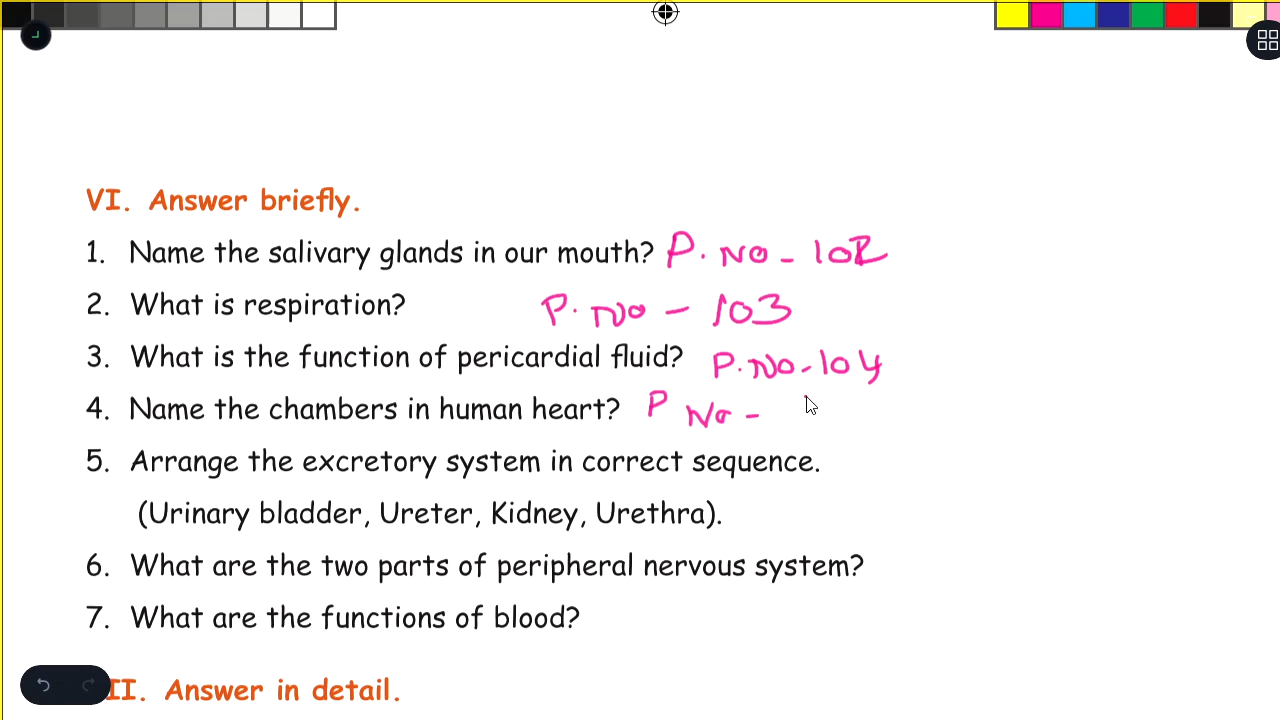 VI. Answer briefly.
1. Name the salivary glands in our mouth? P. No - 102
2. What is respiration? P. No - 103
3. What is the function of pericardial fluid? P. No - 104
4. Name the chambers in human heart? P No -
5. Arrange the excretory system in correct sequence.
(Urinary bladder, Ureter, Kidney, Urethra).
6. What are the two parts of peripheral nervous system?
7. What are the functions of blood?
II. Answer in detail.